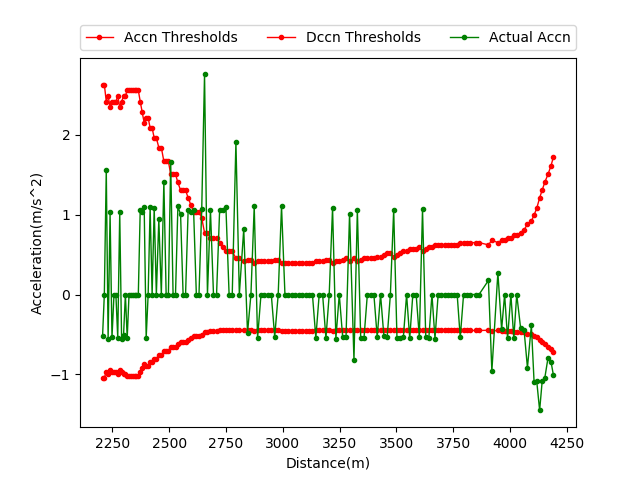 Accn Thresholds Dccn Thresholds Actual Accn
2
1
0
−1
Acceleration(m/s^2)
2250 2500 2750 3000 3250 3500 3750 4000 4250
Distance(m)